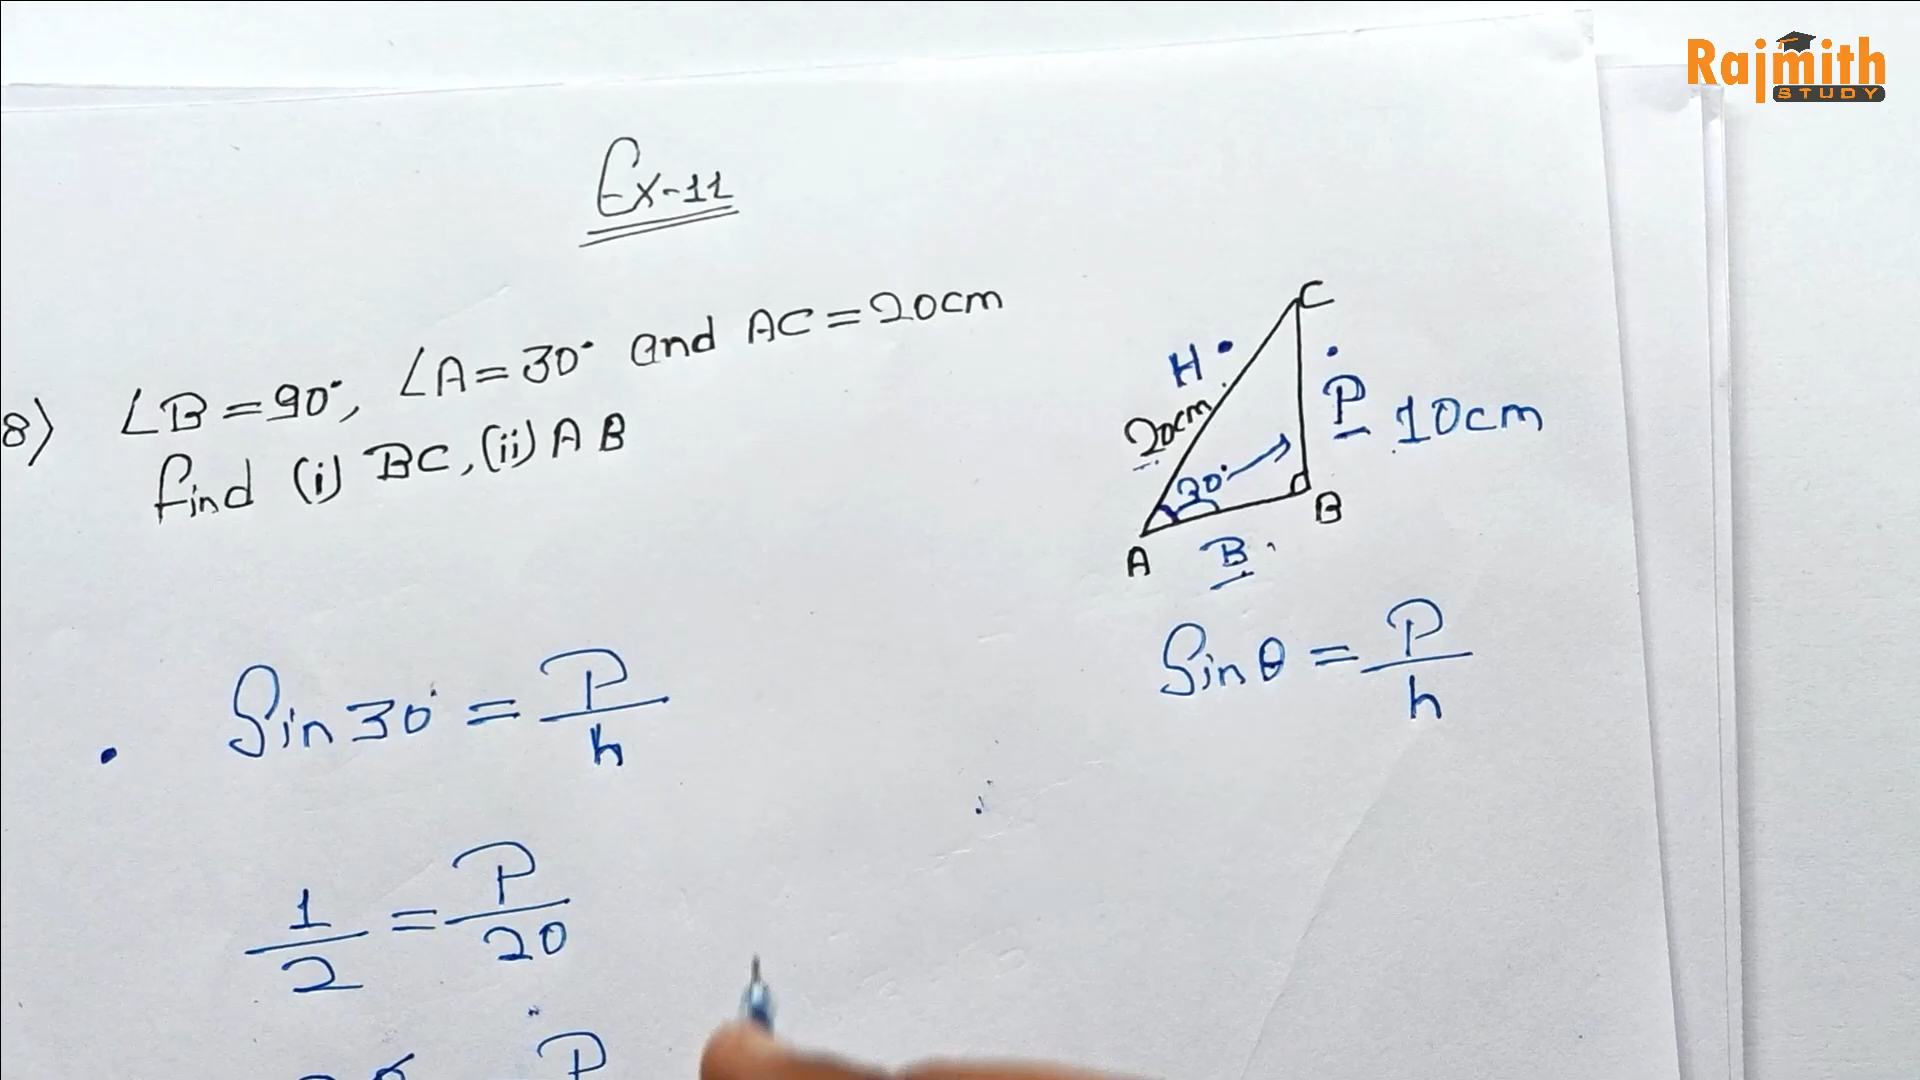 Rajmith
STUDY
Ex-11
8) ∠B=90°, ∠A=30° and AC=20cm
find (i) BC, (ii) AB
C
H
20cm
P 10cm
30°
A B B
Sin θ = P/h
Sin 30° = P/h
1/2 = P/20
P